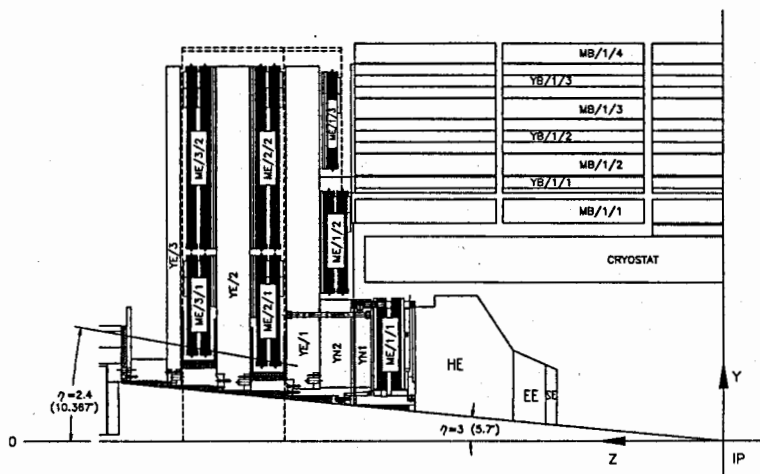 MB/1/4
YB/1/3
MB/1/3
YB/1/2
MB/1/2
YB/1/1
MB/1/1
CRYOSTAT
ME/1/3
ME/1/2
ME/3/2
ME/2/2
YE/3
YE/2
ME/3/1
ME/2/1
YE/1
YN2
YN1
ME/1/1
HE
EE
SE
η=2.4
(10.367°)
η=3 (5.7°)
Y
0
Z
IP